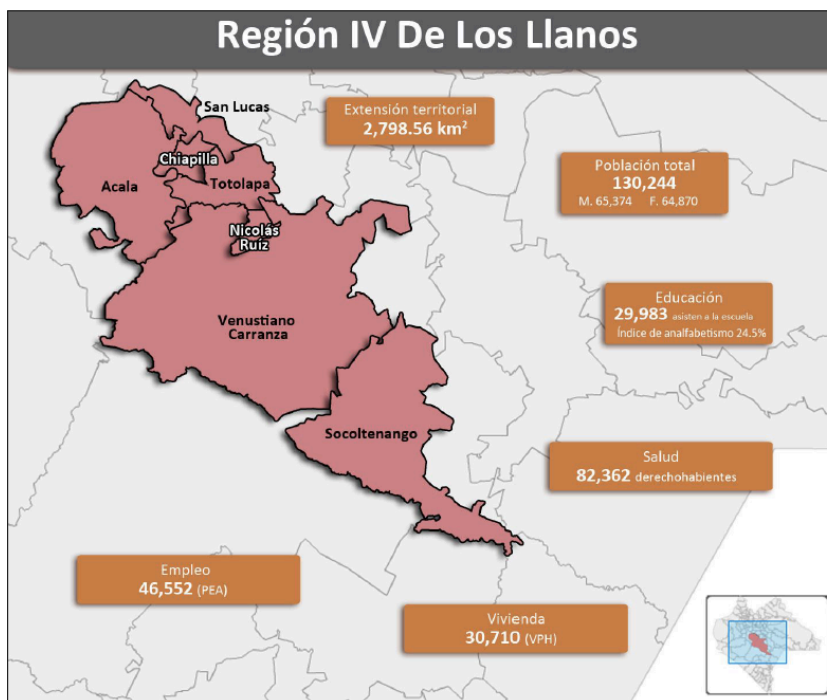 Región IV De Los Llanos
San Lucas
Extensión territorial
2,798.56 km²
Chiapilla
Acala
Totolapa
Población total
130,244
M. 65,374 F. 64,870
Nicolás
Ruíz
Educación
29,983 asisten a la escuela
Índice de analfabetismo 24.5%
Venustiano
Carranza
Socoltenango
Salud
82,362 derechohabientes
Empleo
46,552 (PEA)
Vivienda
30,710 (VPH)